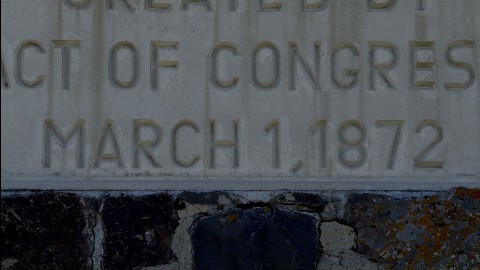 CREATED BY
ACT OF CONGRESS
MARCH 1, 1872